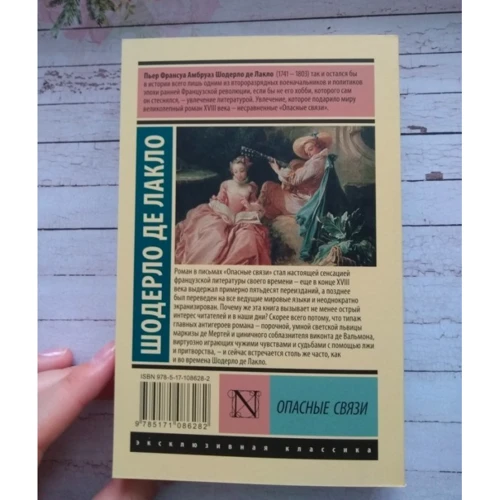 Пьер Франсуа Амбруаз Шодерло де Лакло (1741 – 1803) так и остался бы
в истории всего лишь одним из второразрядных военачальников и политиков
эпохи ранней Французской революции, если бы не его хобби, которого сам
он стеснялся, – увлечение литературой. Увлечение, которое подарило миру
великолепный роман XVIII века – несравненные «Опасные связи».
ШОДЕРЛО ДЕ ЛАКЛО
Роман в письмах «Опасные связи» стал настоящей сенсацией
французской литературы своего времени – еще в конце XVIII
века выдержал примерно пятьдесят переизданий, а позднее
был переведен на все ведущие мировые языки и неоднократно
экранизирован. Почему же эта книга вызывает не менее острый
интерес читателей и в наши дни? Скорее всего потому, что типаж
главных антигероев романа – порочной, умной светской львицы
маркизы де Мертей и циничного соблазнителя виконта де Вальмона,
виртуозно играющих чужими чувствами и судьбами с помощью лжи
и притворства, – и сейчас встречается столь же часто, как
и во времена Шодерло де Лакло.
ISBN 978-5-17-108628-2
9 785171 086282
N
ОПАСНЫЕ СВЯЗИ
эксклюзивная классика